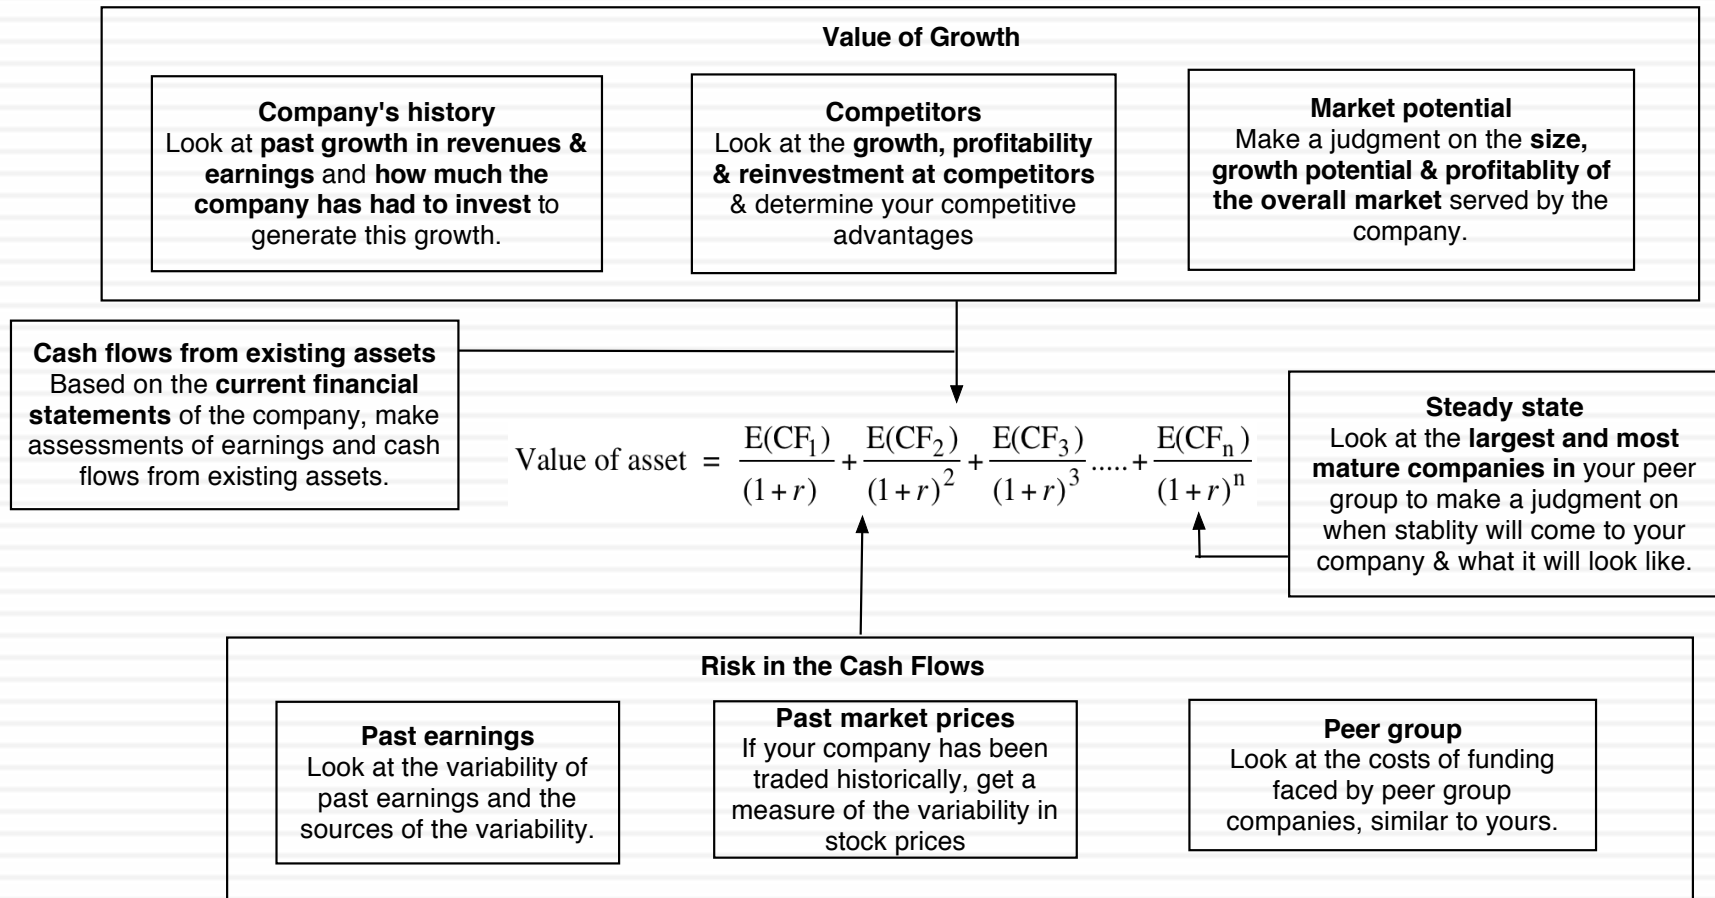 Value of Growth
Company's history
Look at past growth in revenues &
earnings and how much the
company has had to invest to
generate this growth.
Competitors
Look at the growth, profitability
& reinvestment at competitors
& determine your competitive
advantages
Market potential
Make a judgment on the size,
growth potential & profitablity of
the overall market served by the
company.
Cash flows from existing assets
Based on the current financial
statements of the company, make
assessments of earnings and cash
flows from existing assets.
Value of asset = E(CF₁)/(1+r) + E(CF₂)/(1+r)² + E(CF₃)/(1+r)³ ..... + E(CFₙ)/(1+r)ⁿ
Steady state
Look at the largest and most
mature companies in your peer
group to make a judgment on
when stablity will come to your
company & what it will look like.
Risk in the Cash Flows
Past earnings
Look at the variability of
past earnings and the
sources of the variability.
Past market prices
If your company has been
traded historically, get a
measure of the variability in
stock prices
Peer group
Look at the costs of funding
faced by peer group
companies, similar to yours.